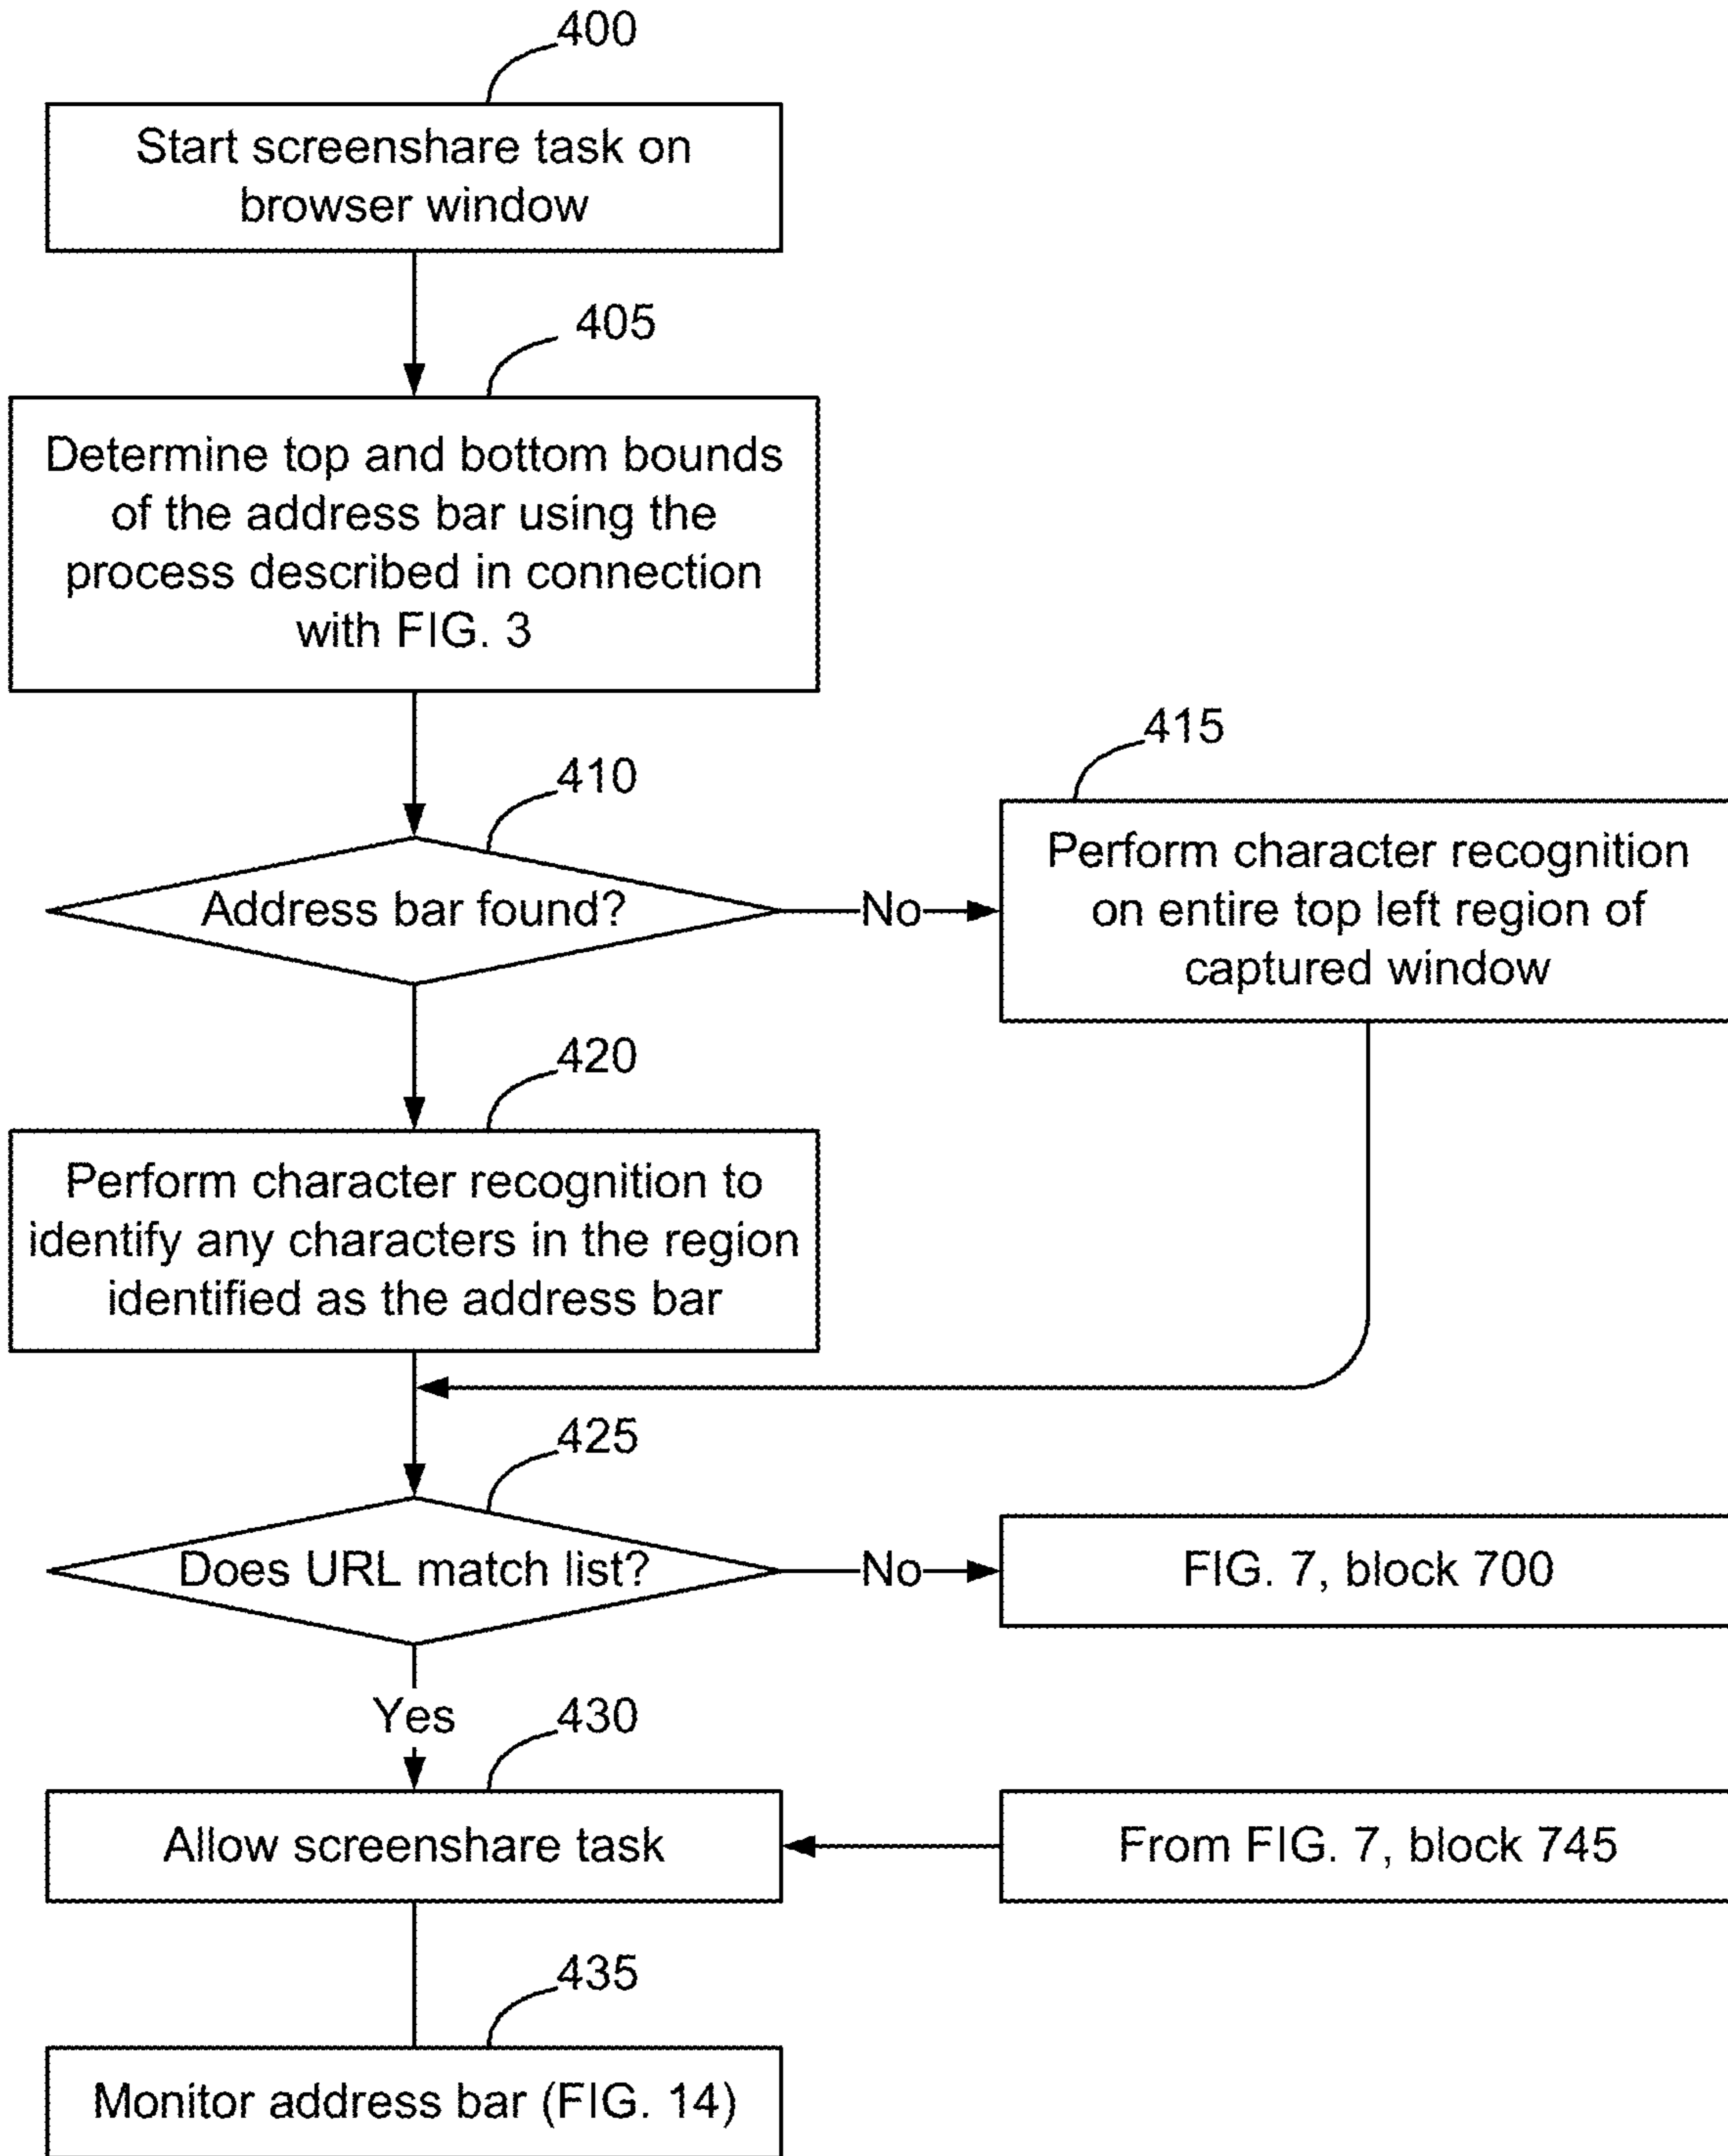 400
Start screenshare task on
browser window
405
Determine top and bottom bounds
of the address bar using the
process described in connection
with FIG. 3
410
Address bar found?
No
415
Perform character recognition
on entire top left region of
captured window
420
Perform character recognition to
identify any characters in the region
identified as the address bar
425
Does URL match list?
No
FIG. 7, block 700
Yes
430
Allow screenshare task
From FIG. 7, block 745
435
Monitor address bar (FIG. 14)